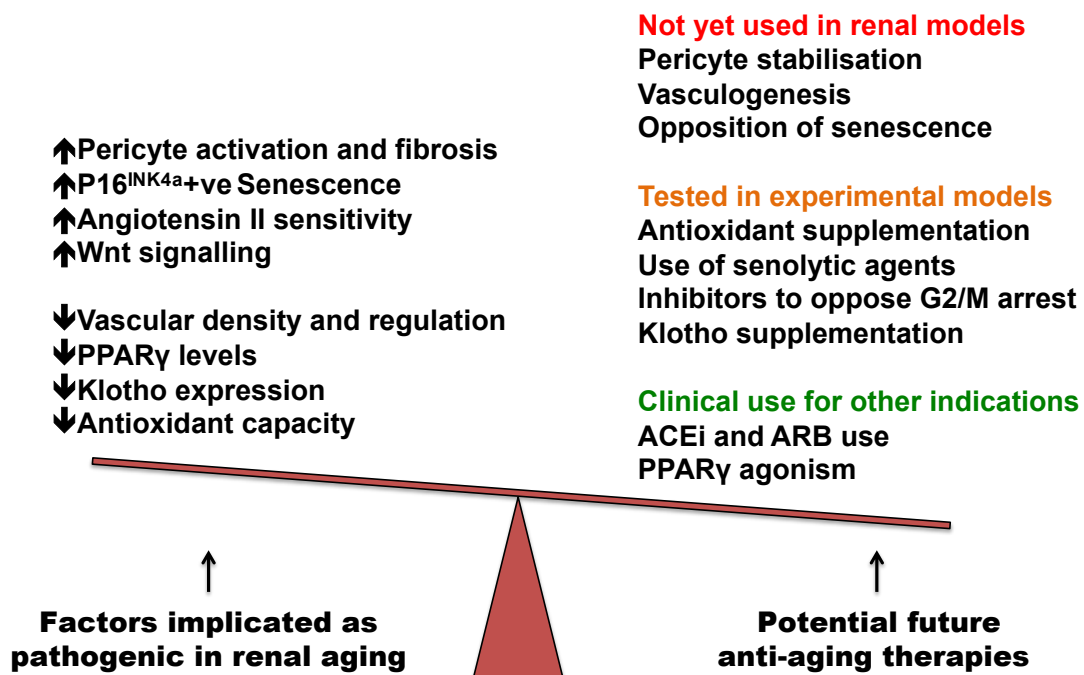 ⬆Pericyte activation and fibrosis
⬆P16INK4a+ve Senescence
⬆Angiotensin II sensitivity
⬆Wnt signalling
⬇Vascular density and regulation
⬇PPARγ levels
⬇Klotho expression
⬇Antioxidant capacity
Not yet used in renal models
Pericyte stabilisation
Vasculogenesis
Opposition of senescence
Tested in experimental models
Antioxidant supplementation
Use of senolytic agents
Inhibitors to oppose G2/M arrest
Klotho supplementation
Clinical use for other indications
ACEi and ARB use
PPARγ agonism
Factors implicated as
pathogenic in renal aging
Potential future
anti-aging therapies